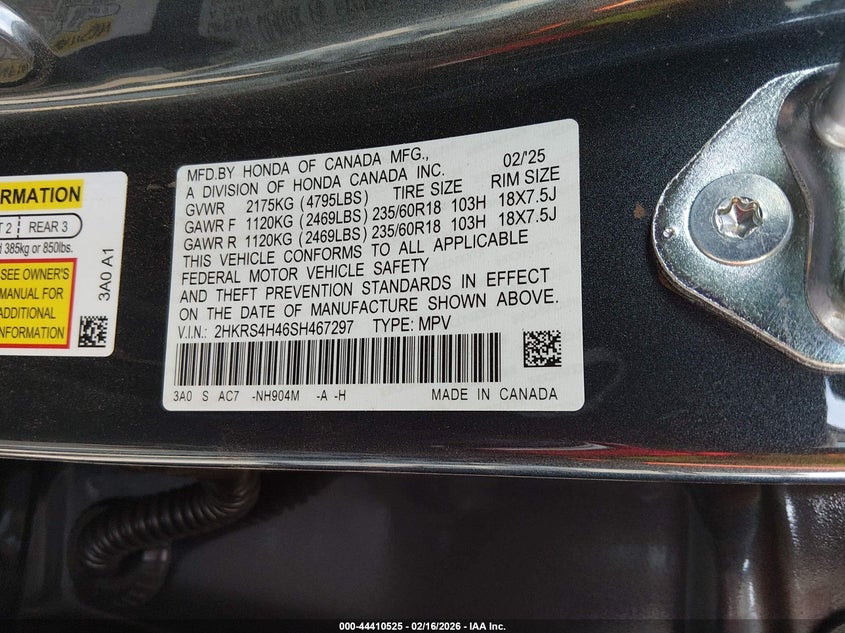 ORMATION
T 2 REAR 3
d 385kg or 850lbs.
SEE OWNER'S
MANUAL FOR
ADDITIONAL
INFORMATION
3A0 A1
MFD.BY HONDA OF CANADA MFG., 02/'25
A DIVISION OF HONDA CANADA INC.
GVWR 2175KG (4795LBS) TIRE SIZE RIM SIZE
GAWR F 1120KG (2469LBS) 235/60R18 103H 18X7.5J
GAWR R 1120KG (2469LBS) 235/60R18 103H 18X7.5J
THIS VEHICLE CONFORMS TO ALL APPLICABLE
FEDERAL MOTOR VEHICLE SAFETY
AND THEFT PREVENTION STANDARDS IN EFFECT
ON THE DATE OF MANUFACTURE SHOWN ABOVE.
V.I.N.: 2HKRS4H46SH467297 TYPE: MPV
3A0 S AC7 -NH904M -A -H MADE IN CANADA
000-44410525 - 02/16/2026 - IAA Inc.